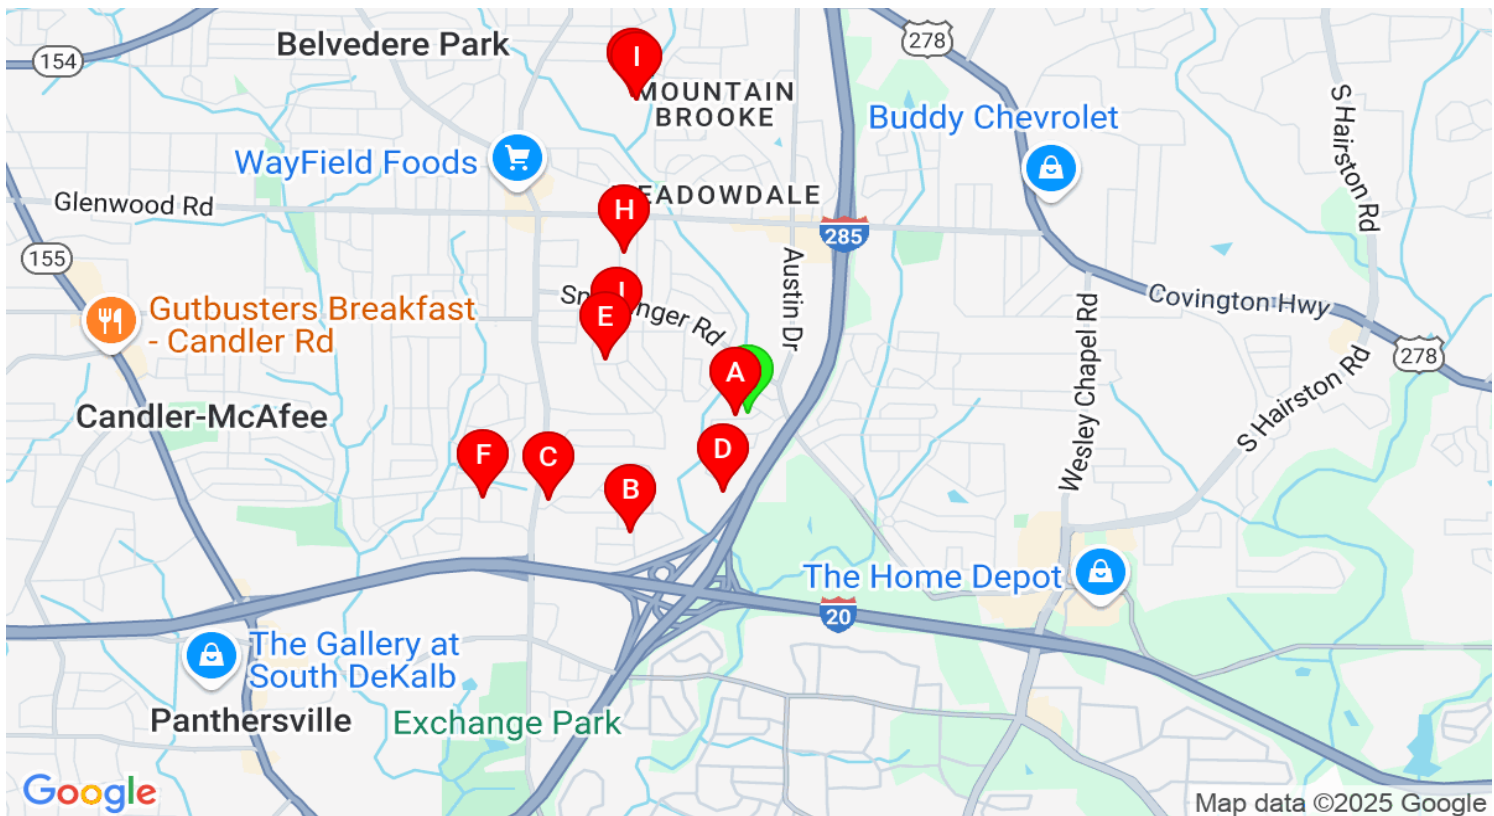 154
Belvedere Park
I
MOUNTAIN
BROOKE
278
Buddy Chevrolet
S Hairston Rd
WayField Foods
Glenwood Rd
H
285
155
Austin Dr
Wesley Chapel Rd
Covington Hwy
Gutbusters Breakfast
- Candler Rd
E
278
A
S Hairston Rd
Candler-McAfee
F
C
D
B
The Home Depot
20
The Gallery at
South DeKalb
Panthersville
Exchange Park
Google
Map data ©2025 Google